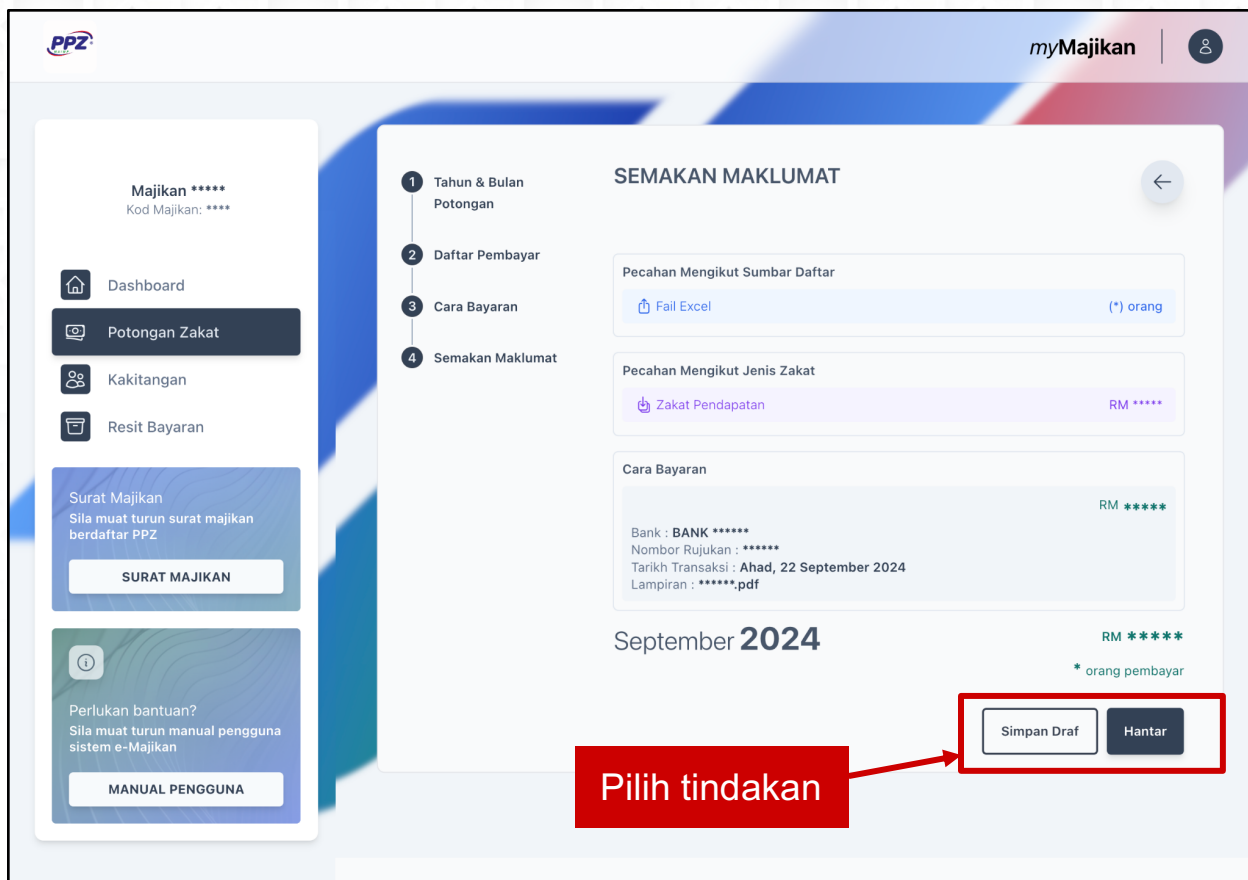 PPZ
myMajikan
Majikan *****
Kod Majikan: ****
Dashboard
Potongan Zakat
Kakitangan
Resit Bayaran
Surat Majikan
Sila muat turun surat majikan
berdaftar PPZ
SURAT MAJIKAN
Perlukan bantuan?
Sila muat turun manual pengguna
sistem e-Majikan
MANUAL PENGGUNA
1 Tahun & Bulan
Potongan
2 Daftar Pembayar
3 Cara Bayaran
4 Semakan Maklumat
SEMAKAN MAKLUMAT
Pecahan Mengikut Sumbar Daftar
Fail Excel (*) orang
Pecahan Mengikut Jenis Zakat
Zakat Pendapatan RM *****
Cara Bayaran
RM *****
Bank : BANK ******
Nombor Rujukan : ******
Tarikh Transaksi : Ahad, 22 September 2024
Lampiran : ******.pdf
September 2024 RM *****
* orang pembayar
Simpan Draf Hantar
Pilih tindakan